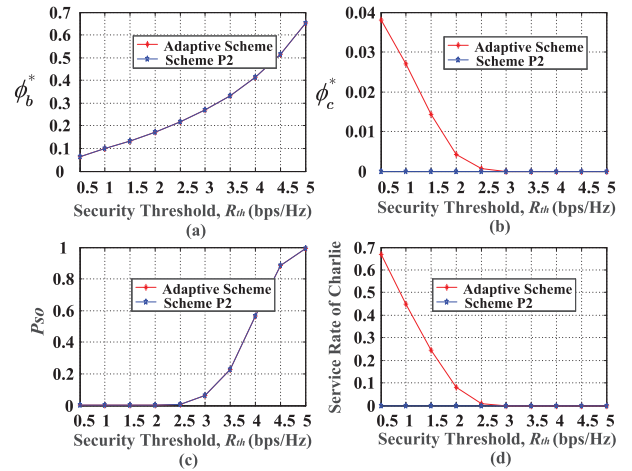 0.7
0.6
0.5
0.4
0.3
0.2
0.1
0
ϕ_b^*
Adaptive Scheme
Scheme P2
0.5 1 1.5 2 2.5 3 3.5 4 4.5 5
Security Threshold, R_th (bps/Hz)
(a)
0.04
0.03
0.02
0.01
0
ϕ_c^*
Adaptive Scheme
Scheme P2
0.5 1 1.5 2 2.5 3 3.5 4 4.5 5
Security Threshold, R_th (bps/Hz)
(b)
1
0.8
0.6
0.4
0.2
0
P_SO
Adaptive Scheme
Scheme P2
0.5 1 1.5 2 2.5 3 3.5 4 4.5 5
Security Threshold, R_th (bps/Hz)
(c)
0.7
0.6
0.5
0.4
0.3
0.2
0.1
0
Service Rate of Charlie
Adaptive Scheme
Scheme P2
0.5 1 1.5 2 2.5 3 3.5 4 4.5 5
Security Threshold, R_th (bps/Hz)
(d)